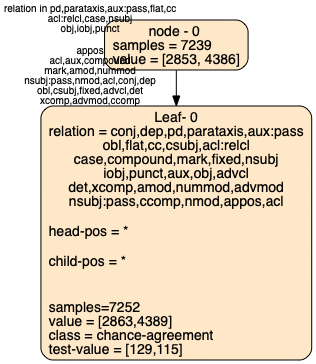 relation in pd,parataxis,aux:pass,flat,cc
acl:relcl,case,nsubj
obj,iobj,punct
appos
acl,aux,compound
mark,amod,nummod
nsubj:pass,nmod,acl,conj,dep
obl,csubj,fixed,advcl,det
xcomp,advmod,ccomp
node - 0
samples = 7239
value = [2853, 4386]
Leaf- 0
relation = conj,dep,pd,parataxis,aux:pass
obl,flat,cc,csubj,acl:relcl
case,compound,mark,fixed,nsubj
iobj,punct,aux,obj,advcl
det,xcomp,amod,nummod,advmod
nsubj:pass,ccomp,nmod,appos,acl
head-pos = *
child-pos = *
samples=7252
value = [2863,4389]
class = chance-agreement
test-value = [129,115]